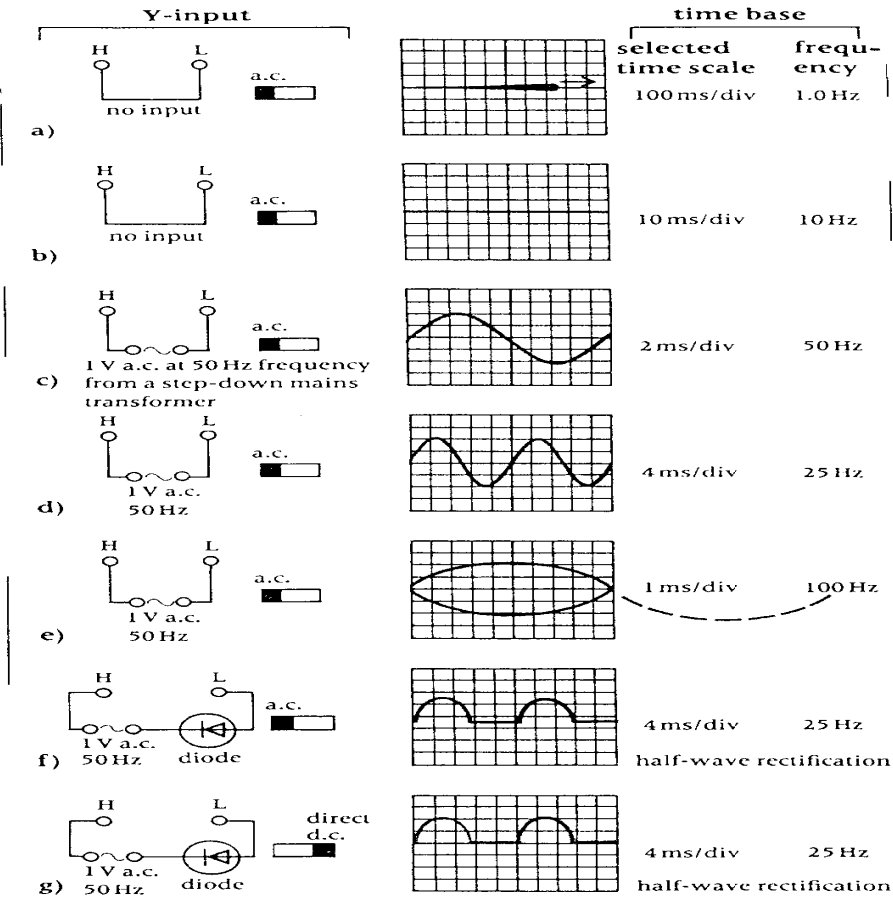 Y-input
time base
selected time scale
frequ-ency
H L
a.c.
no input
100 ms/div 1.0 Hz
a)
H L
a.c.
no input
10 ms/div 10 Hz
b)
H L
a.c.
1 V a.c. at 50 Hz frequency
from a step-down mains
transformer
2 ms/div 50 Hz
c)
H L
a.c.
1 V a.c.
50 Hz
4 ms/div 25 Hz
d)
H L
a.c.
1 V a.c.
50 Hz
1 ms/div 100 Hz
e)
H L
a.c.
1 V a.c.
50 Hz
diode
4 ms/div 25 Hz
half-wave rectification
f)
H L
direct
d.c.
1 V a.c.
50 Hz
diode
4 ms/div 25 Hz
half-wave rectification
g)